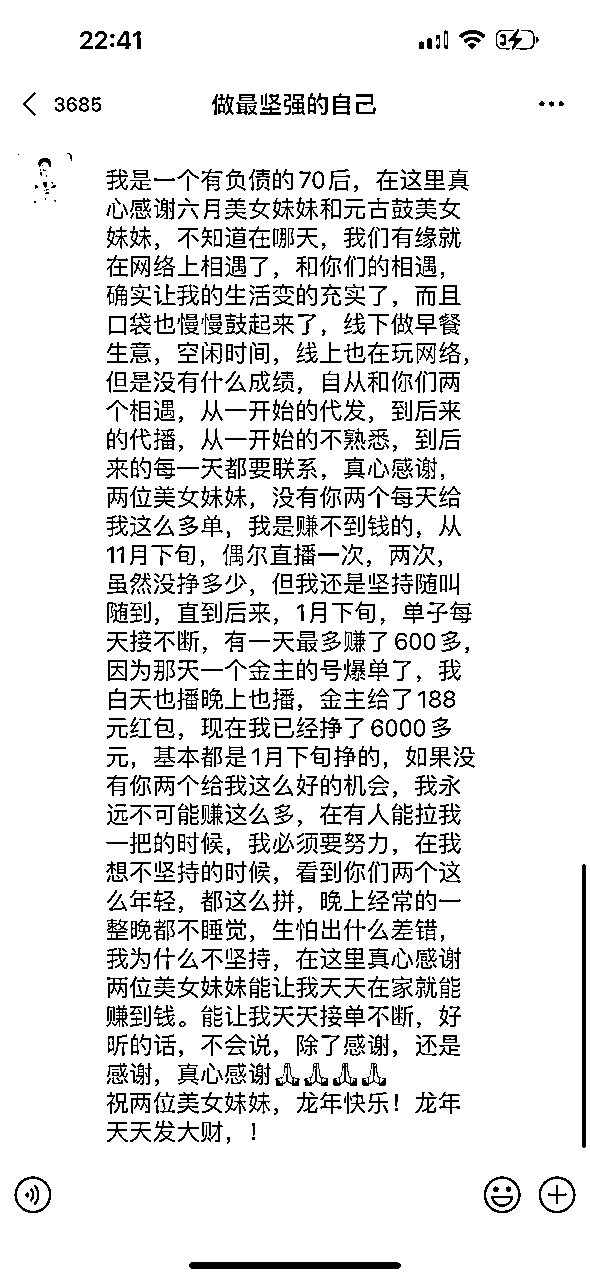 22:41
3685
做最坚强的自己
我是一个有负债的70后，在这里真
心感谢六月美女妹妹和元古鼓美女
妹妹，不知道在哪天，我们有缘就
在网络上相遇了，和你们的相遇，
确实让我的生活变的充实了，而且
口袋也慢慢鼓起来了，线下做早餐
生意，空闲时间，线上也在玩网络，
但是没有什么成绩，自从和你们两
个相遇，从一开始的代发，到后来
的代播，从一开始的不熟悉，到后
来的每一天都要联系，真心感谢，
两位美女妹妹，没有你两个每天给
我这么多单，我是赚不到钱的，从
11月下旬，偶尔直播一次，两次，
虽然没挣多少，但我还是坚持随叫
随到，直到后来，1月下旬，单子每
天接不断，有一天最多赚了600多，
因为那天一个金主的号爆单了，我
白天也播晚上也播，金主给了188
元红包，现在我已经挣了6000多
元，基本都是1月下旬挣的，如果没
有你两个给我这么好的机会，我永
远不可能赚这么多，在有人能拉我
一把的时候，我必须要努力，在我
想不坚持的时候，看到你们两个这
么年轻，都这么拼，晚上经常的一
整晚都不睡觉，生怕出什么差错，
我为什么不坚持，在这里真心感谢
两位美女妹妹能让我天天在家就能
赚到钱。能让我天天接单不断，好
听的话，不会说，除了感谢，还是
感谢，真心感谢🙏🙏🙏🙏
祝两位美女妹妹，龙年快乐！龙年
天天发大财，！